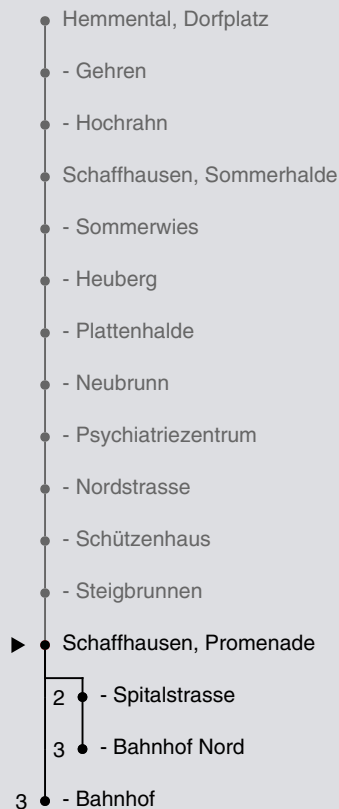 Hemmental, Dorfplatz
- Gehren
- Hochrahn
Schaffhausen, Sommerhalde
- Sommerwies
- Heuberg
- Plattenhalde
- Neubrunn
- Psychiatriezentrum
- Nordstrasse
- Schützenhaus
- Steigbrunnen
Schaffhausen, Promenade
2 - Spitalstrasse
3 - Bahnhof Nord
3 - Bahnhof